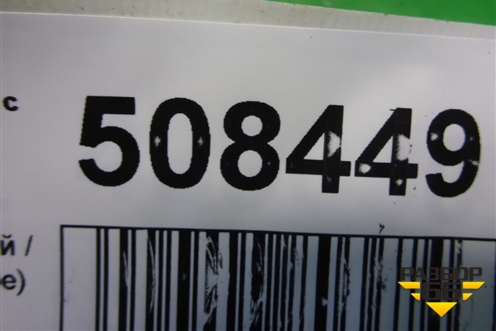 с
508449
й /
е)
РАЗБОР